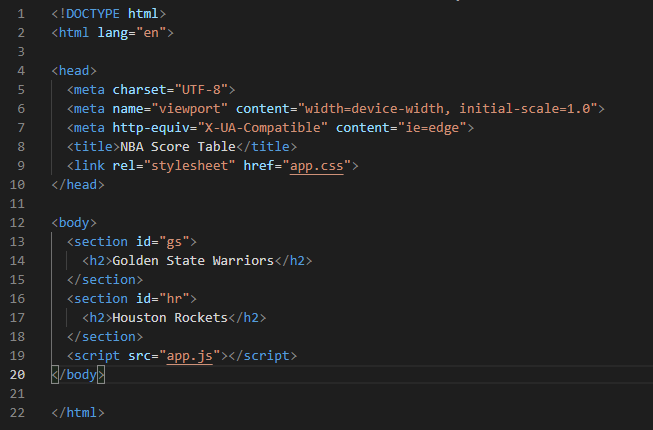 1 <!DOCTYPE html>
2 <html lang="en">
3
4 <head>
5 <meta charset="UTF-8">
6 <meta name="viewport" content="width=device-width, initial-scale=1.0">
7 <meta http-equiv="X-UA-Compatible" content="ie=edge">
8 <title>NBA Score Table</title>
9 <link rel="stylesheet" href="app.css">
10 </head>
11
12 <body>
13 <section id="gs">
14 <h2>Golden State Warriors</h2>
15 </section>
16 <section id="hr">
17 <h2>Houston Rockets</h2>
18 </section>
19 <script src="app.js"></script>
20 </body>
21
22 </html>